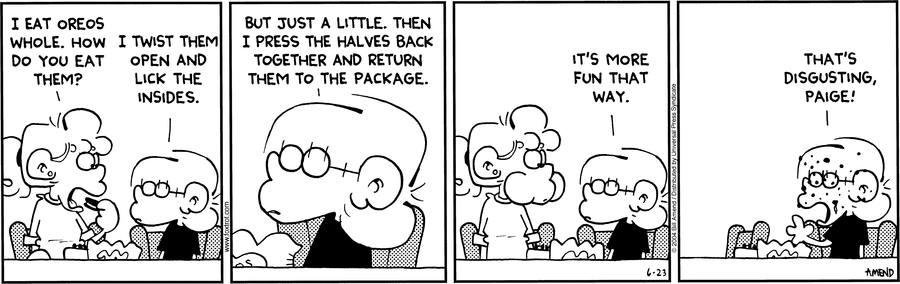 I EAT OREOS
WHOLE. HOW
DO YOU EAT
THEM?
I TWIST THEM
OPEN AND
LICK THE
INSIDES.
www.foxtrot.com
BUT JUST A LITTLE. THEN
I PRESS THE HALVES BACK
TOGETHER AND RETURN
THEM TO THE PACKAGE.
IT'S MORE
FUN THAT
WAY.
6-23
THAT'S
DISGUSTING,
PAIGE!
AMEND